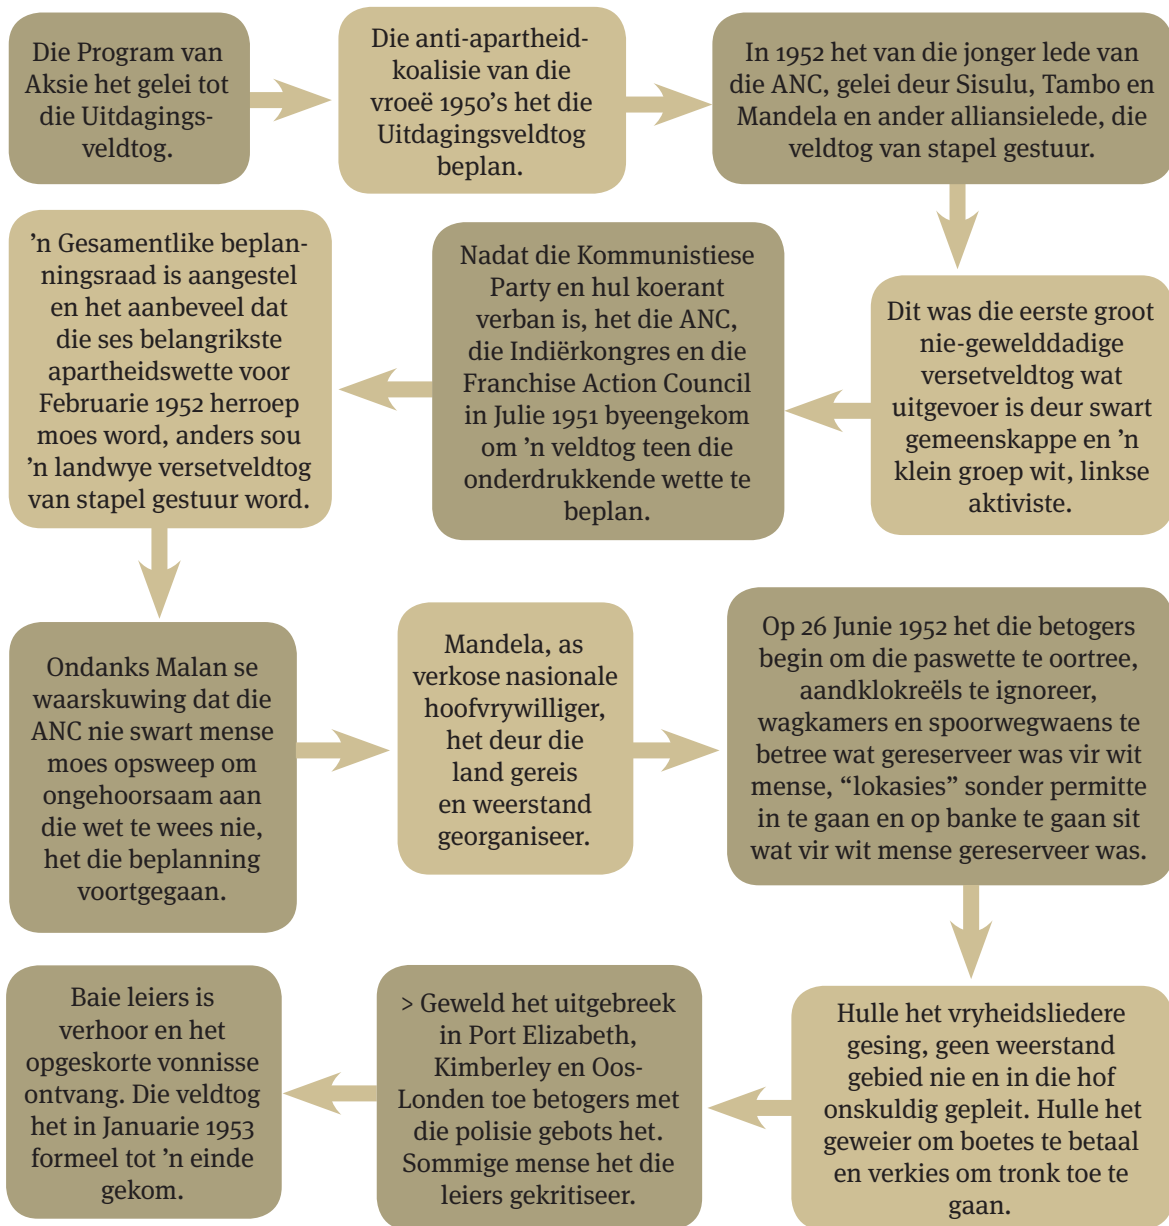 Die Program van
Aksie het gelei tot
die Uitdagings-
veldtog.
Die anti-apartheid-
koalisie van die
vroeë 1950's het die
Uitdagingsveldtog
beplan.
In 1952 het van die jonger lede van
die ANC, gelei deur Sisulu, Tambo en
Mandela en ander alliansielede, die
veldtog van stapel gestuur.
Dit was die eerste groot
nie-gewelddadige
versetveldtog wat
uitgevoer is deur swart
gemeenskappe en ’n
klein groep wit, linkse
aktiviste.
Nadat die Kommunistiese
Party en hul koerant
verban is, het die ANC,
die Indiërkongres en die
Franchise Action Council
in Julie 1951 byeengekom
om ’n veldtog teen die
onderdrukkende wette te
beplan.
’n Gesamentlike beplan-
ningsraad is aangestel
en het aanbeveel dat
die ses belangrikste
apartheidswette voor
Februarie 1952 herroep
moes word, anders sou
’n landwye versetveldtog
van stapel gestuur word.
Ondanks Malan se
waarskuwing dat die
ANC nie swart mense
moes opsweep om
ongehoorsaam aan
die wet te wees nie,
het die beplanning
voortgegaan.
Mandela, as
verkose nasionale
hoofvrywilliger,
het deur die
land gereis
en weerstand
georganiseer.
Op 26 Junie 1952 het die betogers
begin om die paswette te oortree,
aandklokreëls te ignoreer,
wagkamers en spoorwegwaens te
betree wat gereserveer was vir wit
mense, “lokasies” sonder permitte
in te gaan en op banke te gaan sit
wat vir wit mense gereserveer was.
Hulle het vryheidsliedere
gesing, geen weerstand
gebied nie en in die hof
onskuldig gepleit. Hulle het
geweier om boetes te betaal
en verkies om tronk toe te
gaan.
> Geweld het uitgebreek
in Port Elizabeth,
Kimberley en Oos-
Londen toe betogers met
die polisie gebots het.
Sommige mense het die
leiers gekritiseer.
Baie leiers is
verhoor en het
opgeskorte vonnisse
ontvang. Die veldtog
het in Januarie 1953
formeel tot ’n einde
gekom.